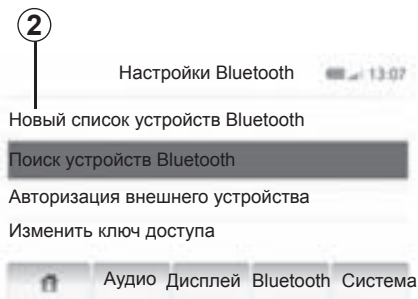 2
Настройки Bluetooth 13:07
Новый список устройств Bluetooth
Поиск устройств Bluetooth
Авторизация внешнего устройства
Изменить ключ доступа
Аудио Дисплей Bluetooth Система